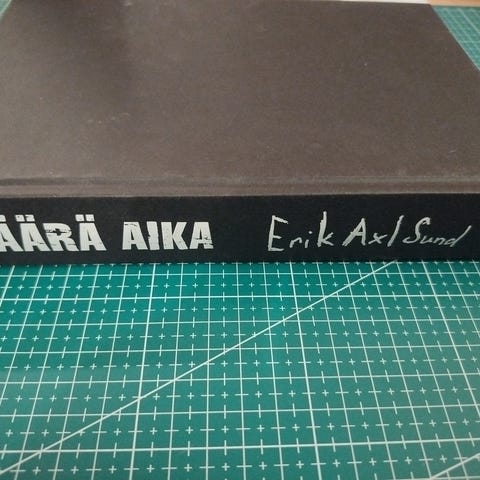 ÄÄRÄ AIKA Erik Axl Sund